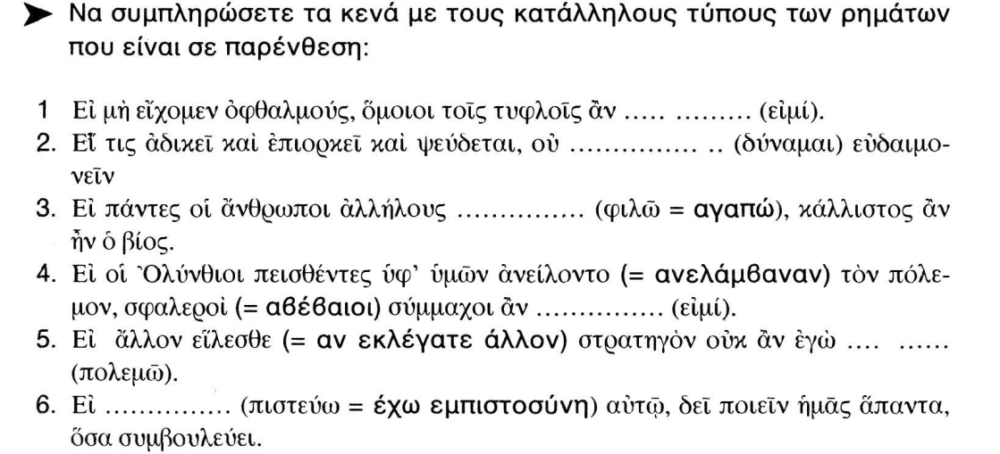 ➤ Να συμπληρώσετε τα κενά με τους κατάλληλους τύπους των ρημάτων
που είναι σε παρένθεση:
1 Εἰ μὴ εἴχομεν ὀφθαλμούς, ὅμοιοι τοῖς τυφλοῖς ἂν ..... ......... (εἰμί).
2. Εἴ τις ἀδικεῖ καὶ ἐπιορκεῖ καὶ ψεύδεται, οὐ ............... .. (δύναμαι) εὐδαιμο-
νεῖν
3. Εἰ πάντες οἱ ἄνθρωποι ἀλλήλους ............... (φιλῶ = αγαπώ), κάλλιστος ἂν
ἦν ὁ βίος.
4. Εἰ οἱ Ὀλύνθιοι πεισθέντες ὑφ' ὑμῶν ἀνείλοντο (= ανελάμβαναν) τὸν πόλε-
μον, σφαλεροὶ (= αβέβαιοι) σύμμαχοι ἂν ............... (εἰμί).
5. Εἰ ἄλλον εἵλεσθε (= αν εκλέγατε άλλον) στρατηγὸν οὐκ ἂν ἐγὼ .... ......
(πολεμῶ).
6. Εἰ ............... (πιστεύω = έχω εμπιστοσύνη) αὐτῷ, δεῖ ποιεῖν ἡμᾶς ἅπαντα,
ὅσα συμβουλεύει.